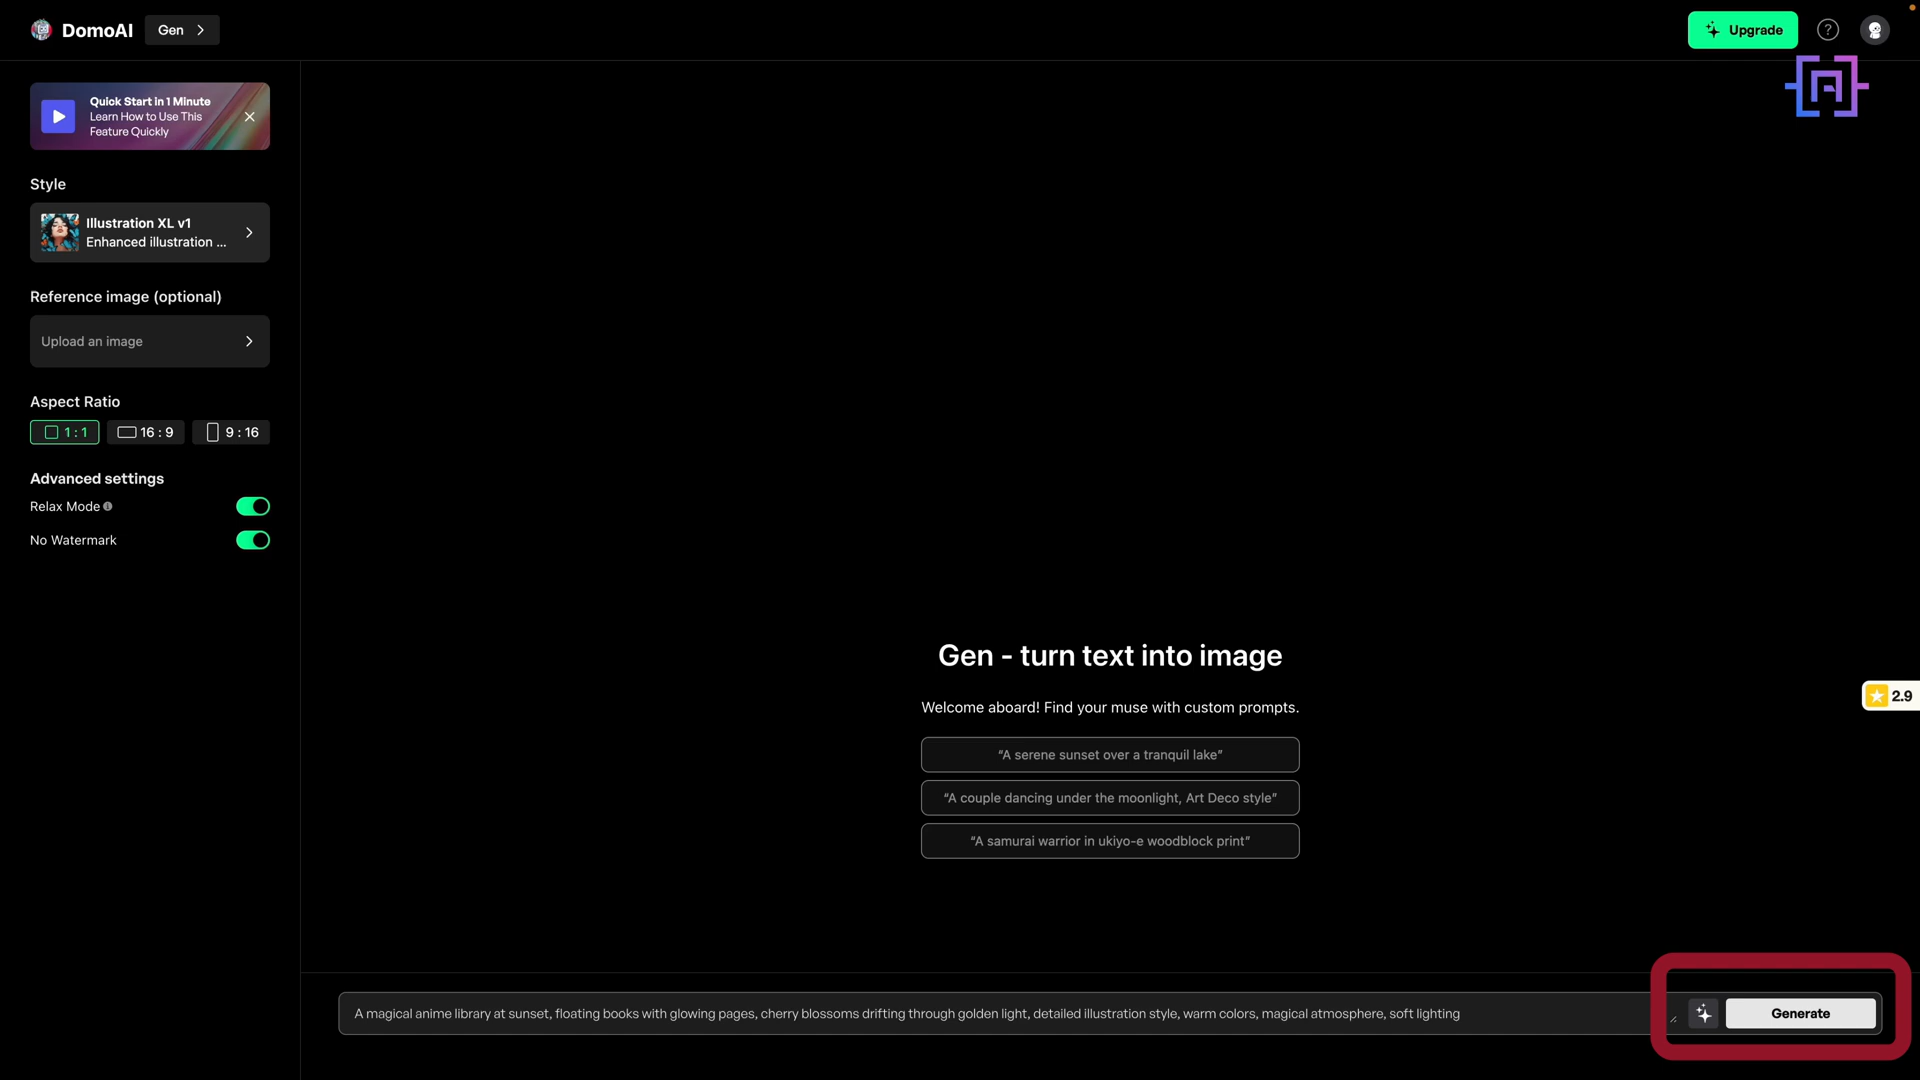 DomoAI
Gen
Upgrade
?
Quick Start in 1 Minute
Learn How to Use This
Feature Quickly
Style
Illustration XL v1
Enhanced illustration ...
Reference image (optional)
Upload an image
Aspect Ratio
1 : 1
16 : 9
9 : 16
Advanced settings
Relax Mode
No Watermark
Gen - turn text into image
Welcome aboard! Find your muse with custom prompts.
“A serene sunset over a tranquil lake”
“A couple dancing under the moonlight, Art Deco style”
“A samurai warrior in ukiyo-e woodblock print”
2.9
A magical anime library at sunset, floating books with glowing pages, cherry blossoms drifting through golden light, detailed illustration style, warm colors, magical atmosphere, soft lighting
Generate